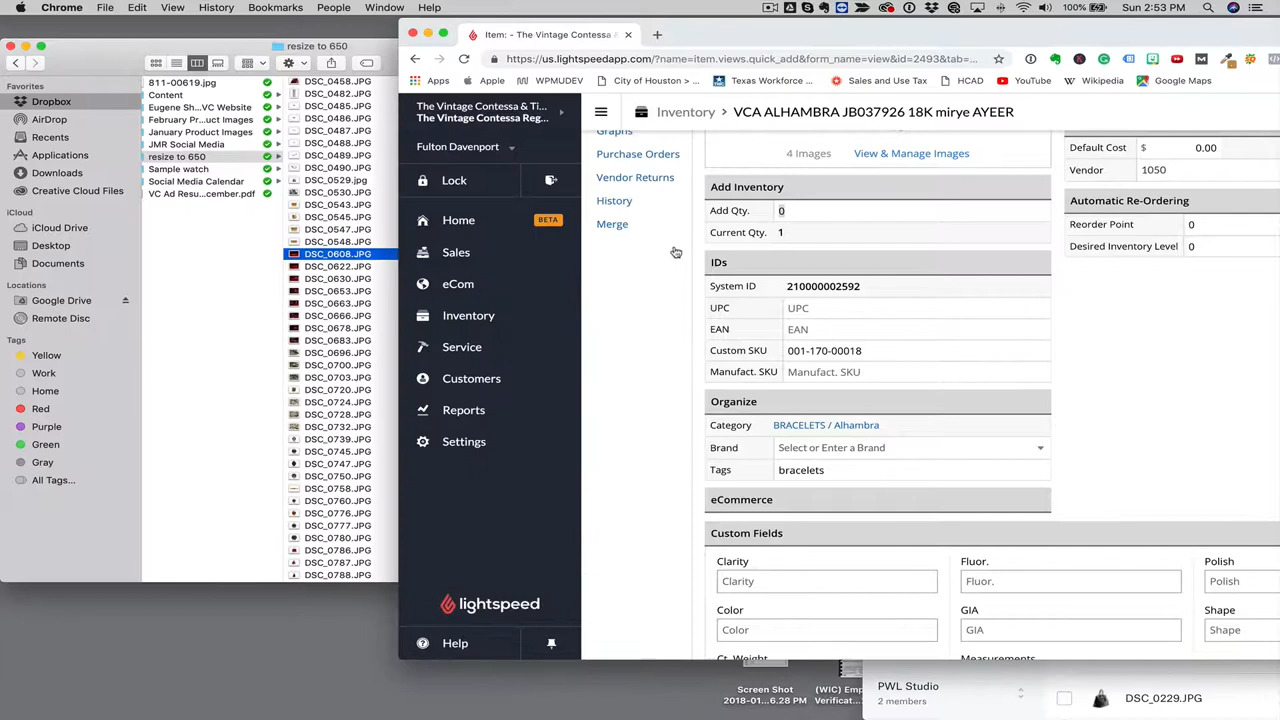 Chrome File Edit View History Bookmarks People Window Help 100% Sun 2:53 PM
resize to 650
Favorites
Dropbox
AirDrop
Recents
Applications
Downloads
Creative Cloud Files
iCloud
iCloud Drive
Desktop
Documents
Locations
Google Drive
Remote Disc
Tags
Yellow
Work
Home
Red
Purple
Green
Gray
All Tags...
811-00619.jpg
Content
Eugene Sh...VC Website
February Pr...uct Images
January Product Images
JMR Social Media
resize to 650
Sample watch
Social Media Calendar
VC Ad Resu...cember.pdf
DSC_0458.JPG
DSC_0482.JPG
DSC_0485.JPG
DSC_0486.JPG
DSC_0487.JPG
DSC_0488.JPG
DSC_0489.JPG
DSC_0490.JPG
DSC_0529.jpg
DSC_0530.JPG
DSC_0543.JPG
DSC_0545.JPG
DSC_0547.JPG
DSC_0548.JPG
DSC_0608.JPG
DSC_0622.JPG
DSC_0630.JPG
DSC_0653.JPG
DSC_0663.JPG
DSC_0666.JPG
DSC_0678.JPG
DSC_0683.JPG
DSC_0696.JPG
DSC_0700.JPG
DSC_0703.JPG
DSC_0724.JPG
DSC_0728.JPG
DSC_0732.JPG
DSC_0739.JPG
DSC_0745.JPG
DSC_0747.JPG
DSC_0750.JPG
DSC_0758.JPG
DSC_0760.JPG
DSC_0776.JPG
DSC_0777.JPG
DSC_0780.JPG
DSC_0786.JPG
DSC_0787.JPG
DSC_0788.JPG
Item: - The Vintage Contessa &
https://us.lightspeedapp.com/?name=item.views.quick_add&form_name=view&id=2493&tab=...
Apps Apple WPMUDEV City of Houston > Texas Workforce ... Sales and Use Tax HCAD YouTube Wikipedia Google Maps
The Vintage Contessa & Ti...
The Vintage Contessa Reg...
Fulton Davenport
Lock
Home BETA
Sales
eCom
Inventory
Service
Customers
Reports
Settings
lightspeed
Help
Inventory > VCA ALHAMBRA JB037926 18K mirye AYEER
Graphs
Purchase Orders
Vendor Returns
History
Merge
4 Images View & Manage Images
Add Inventory
Add Qty. 0
Current Qty. 1
IDs
System ID 210000002592
UPC UPC
EAN EAN
Custom SKU 001-170-00018
Manufact. SKU Manufact. SKU
Organize
Category BRACELETS / Alhambra
Brand Select or Enter a Brand
Tags bracelets
eCommerce
Custom Fields
Clarity Fluor. Polish
Clarity Fluor. Polish
Color GIA Shape
Color GIA Shape
Ct. Weight Measurements
Default Cost $ 0.00
Vendor 1050
Automatic Re-Ordering
Reorder Point 0
Desired Inventory Level 0
Screen Shot
2018-01...6.28 PM
(WIC) Emp
Verificat...
PWL Studio
2 members
DSC_0229.JPG